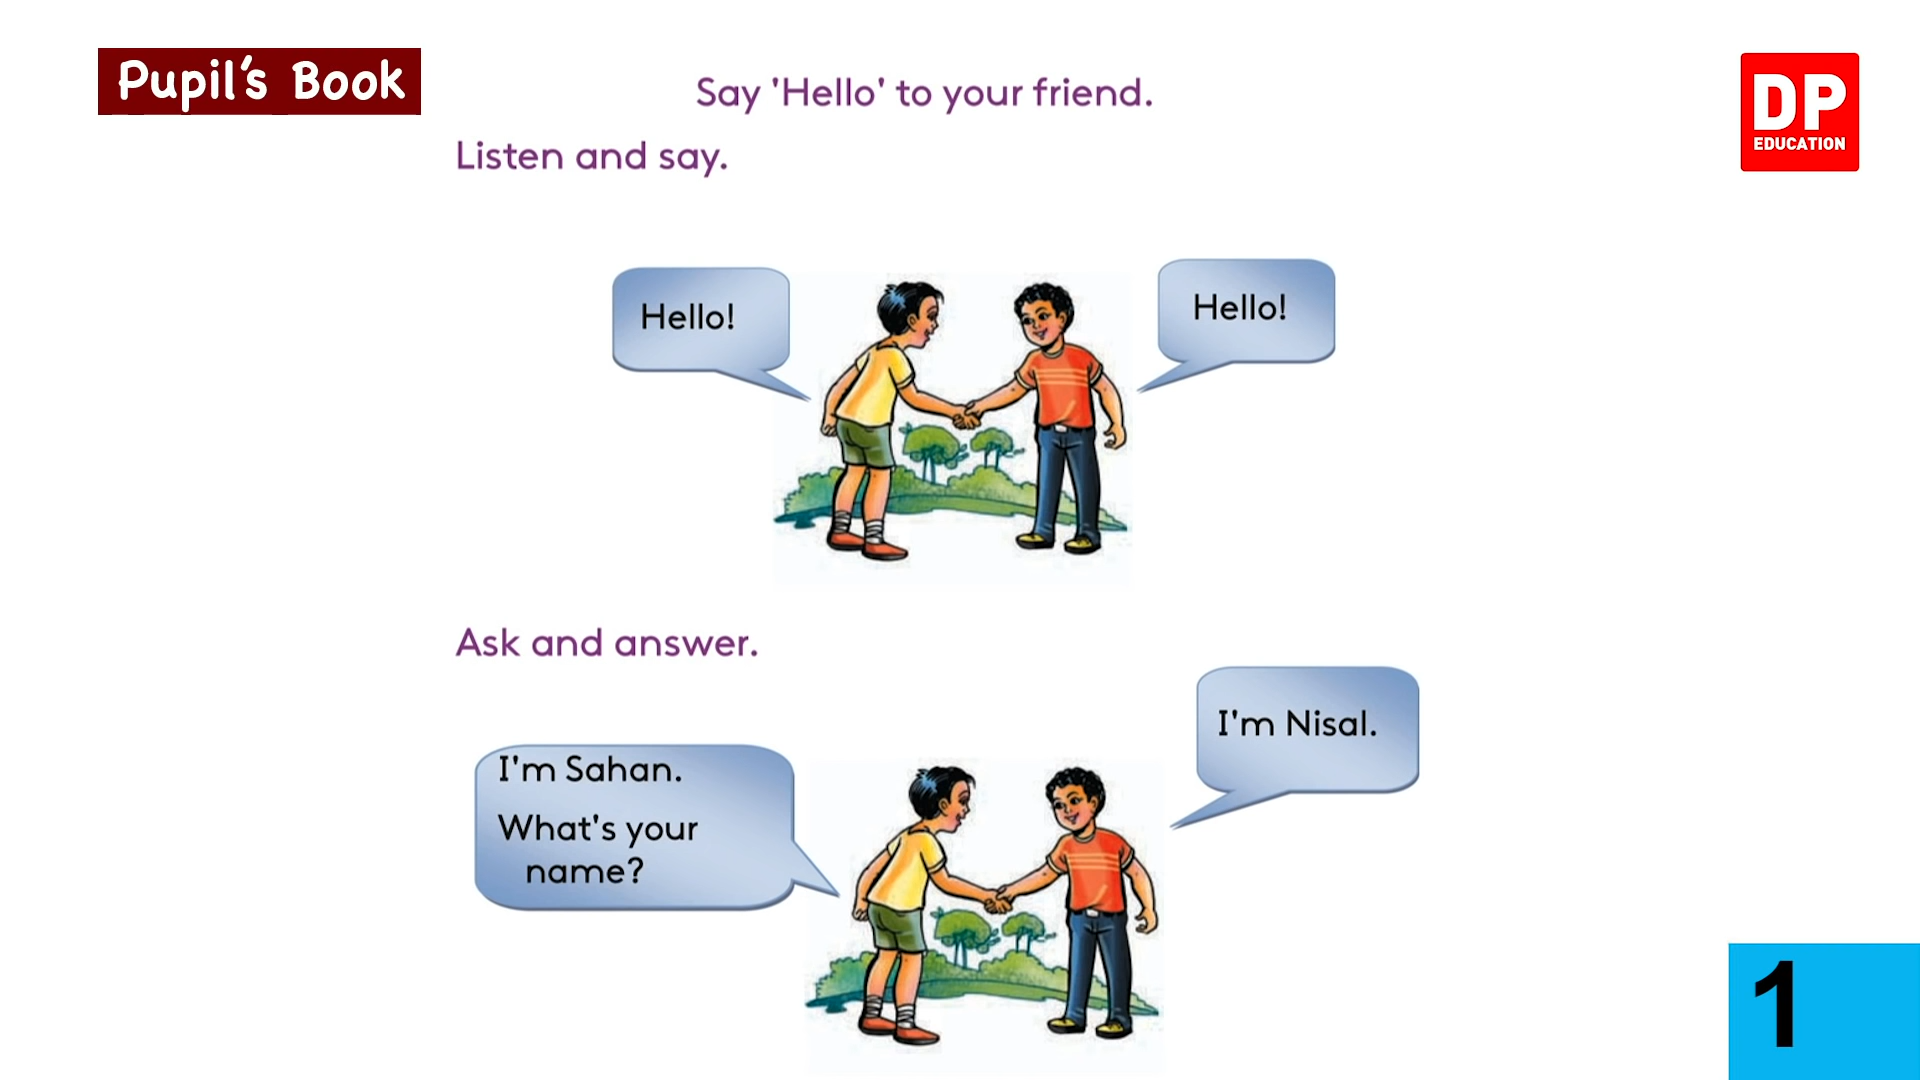 Pupil's Book
Say 'Hello' to your friend.
DP
EDUCATION
Listen and say.
Hello!
Hello!
Ask and answer.
I'm Nisal.
I'm Sahan.
What's your
name?
1